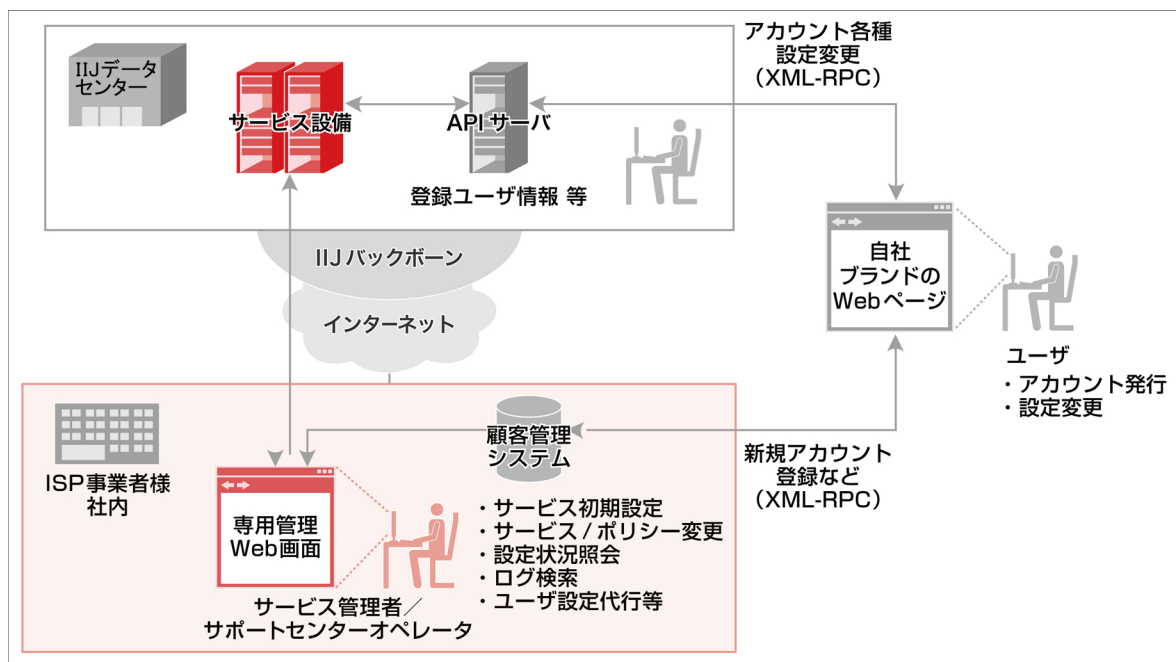 IIJデータ
センター
サービス設備
APIサーバ
登録ユーザ情報 等
アカウント各種
設定変更
（XML-RPC）
IIJバックボーン
インターネット
自社
ブランドの
Webページ
ユーザ
・アカウント発行
・設定変更
ISP事業者様
社内
顧客管理
システム
新規アカウント
登録など
（XML-RPC）
専用管理
Web画面
・サービス初期設定
・サービス/ポリシー変更
・設定状況照会
・ログ検索
・ユーザ設定代行等
サービス管理者／
サポートセンターオペレータ